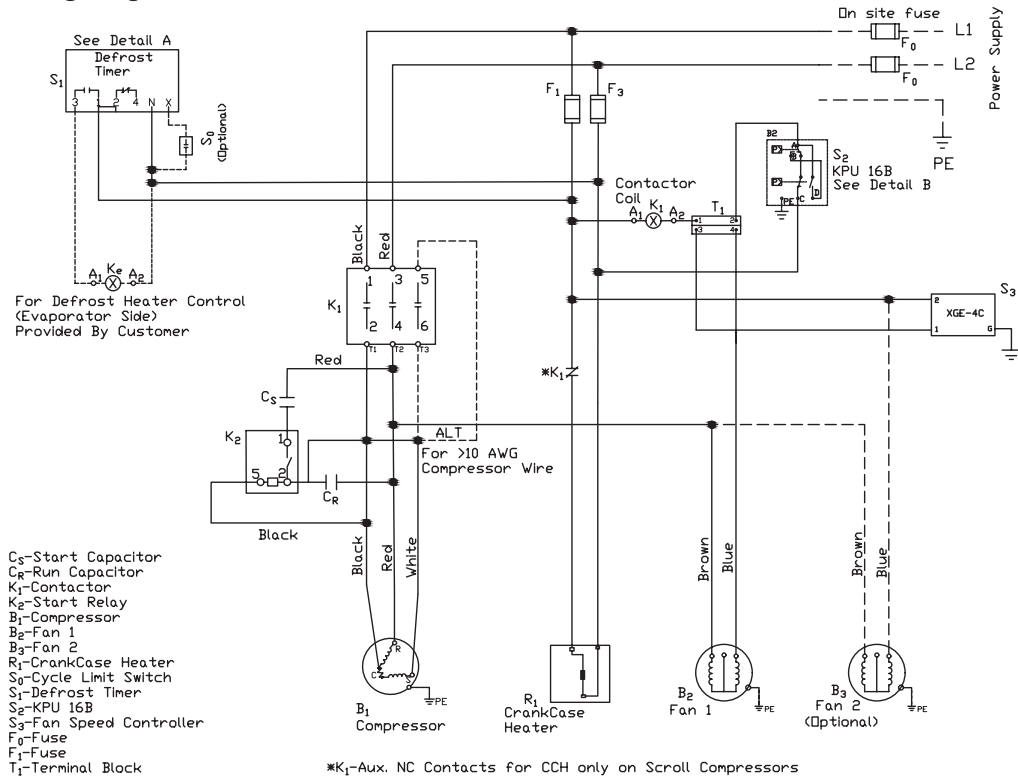 On site fuse
F0
L1
F0
L2
Power Supply
PE
See Detail A
Defrost
Timer
S1
3 1 2 4 N X
S0
(Optional)
F1
F3
B2
A
P>
B
P>
D
PE
C
S2
KPU 16B
See Detail B
Contactor
Coil
A1 K1 A2
T1
1 2
3 4
Black
Red
A1 Ke A2
For Defrost Heater Control
(Evaporator Side)
Provided By Customer
K1
1 3 5
2 4 6
T1 T2 T3
S3
2
XGE-4C
1
G
Red
*K1
CS
K2
1
5 2
CR
ALT
For >10 AWG
Compressor Wire
Black
Black
Red
White
Brown
Blue
Brown
Blue
CS-Start Capacitor
CR-Run Capacitor
K1-Contactor
K2-Start Relay
B1-Compressor
B2-Fan 1
B3-Fan 2
R1-CrankCase Heater
S0-Cycle Limit Switch
S1-Defrost Timer
S2-KPU 16B
S3-Fan Speed Controller
F0-Fuse
F1-Fuse
T1-Terminal Block
R
C
S
PE
B1
Compressor
R1
CrankCase
Heater
B2
Fan 1
PE
B3
Fan 2
(Optional)
PE
*K1-Aux. NC Contacts for CCH only on Scroll Compressors